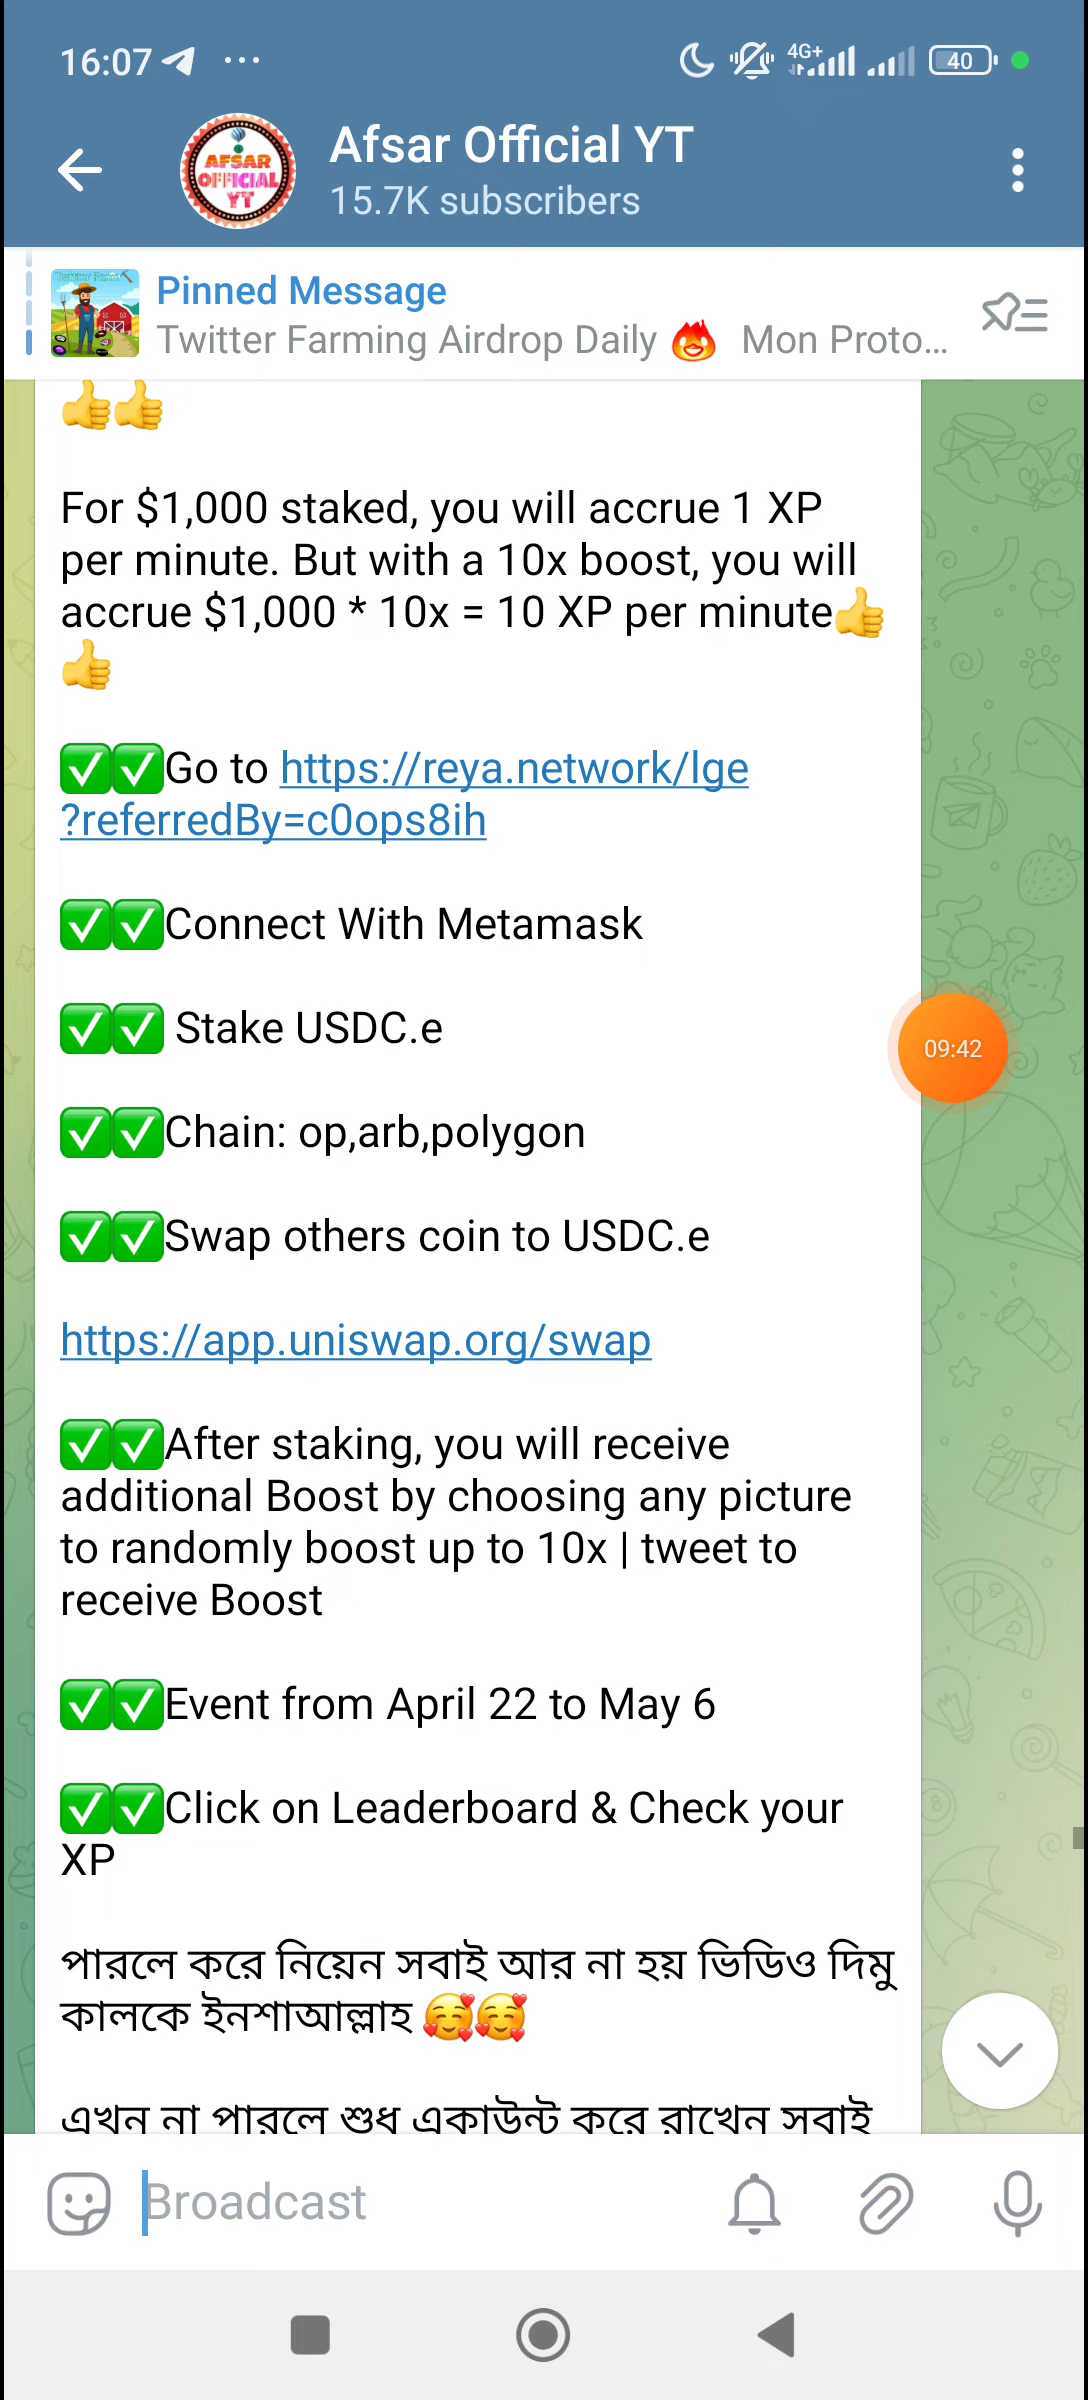 16:07
4G+
40
AFSAR
OFFICIAL
YT
Afsar Official YT
15.7K subscribers
Pinned Message
Twitter Farming Airdrop Daily 🔥 Mon Proto...
👍👍
For $1,000 staked, you will accrue 1 XP
per minute. But with a 10x boost, you will
accrue $1,000 * 10x = 10 XP per minute👍
👍
✅✅Go to https://reya.network/lge
?referredBy=c0ops8ih
✅✅Connect With Metamask
✅✅ Stake USDC.e
09:42
✅✅Chain: op,arb,polygon
✅✅Swap others coin to USDC.e
https://app.uniswap.org/swap
✅✅After staking, you will receive
additional Boost by choosing any picture
to randomly boost up to 10x | tweet to
receive Boost
✅✅Event from April 22 to May 6
✅✅Click on Leaderboard & Check your
XP
পারলে করে নিয়েন সবাই আর না হয় ভিডিও দিমু
কালকে ইনশাআল্লাহ 🥰🥰
এখন না পারলে শুধ একাউন্ট করে রাখেন সবাই
Broadcast